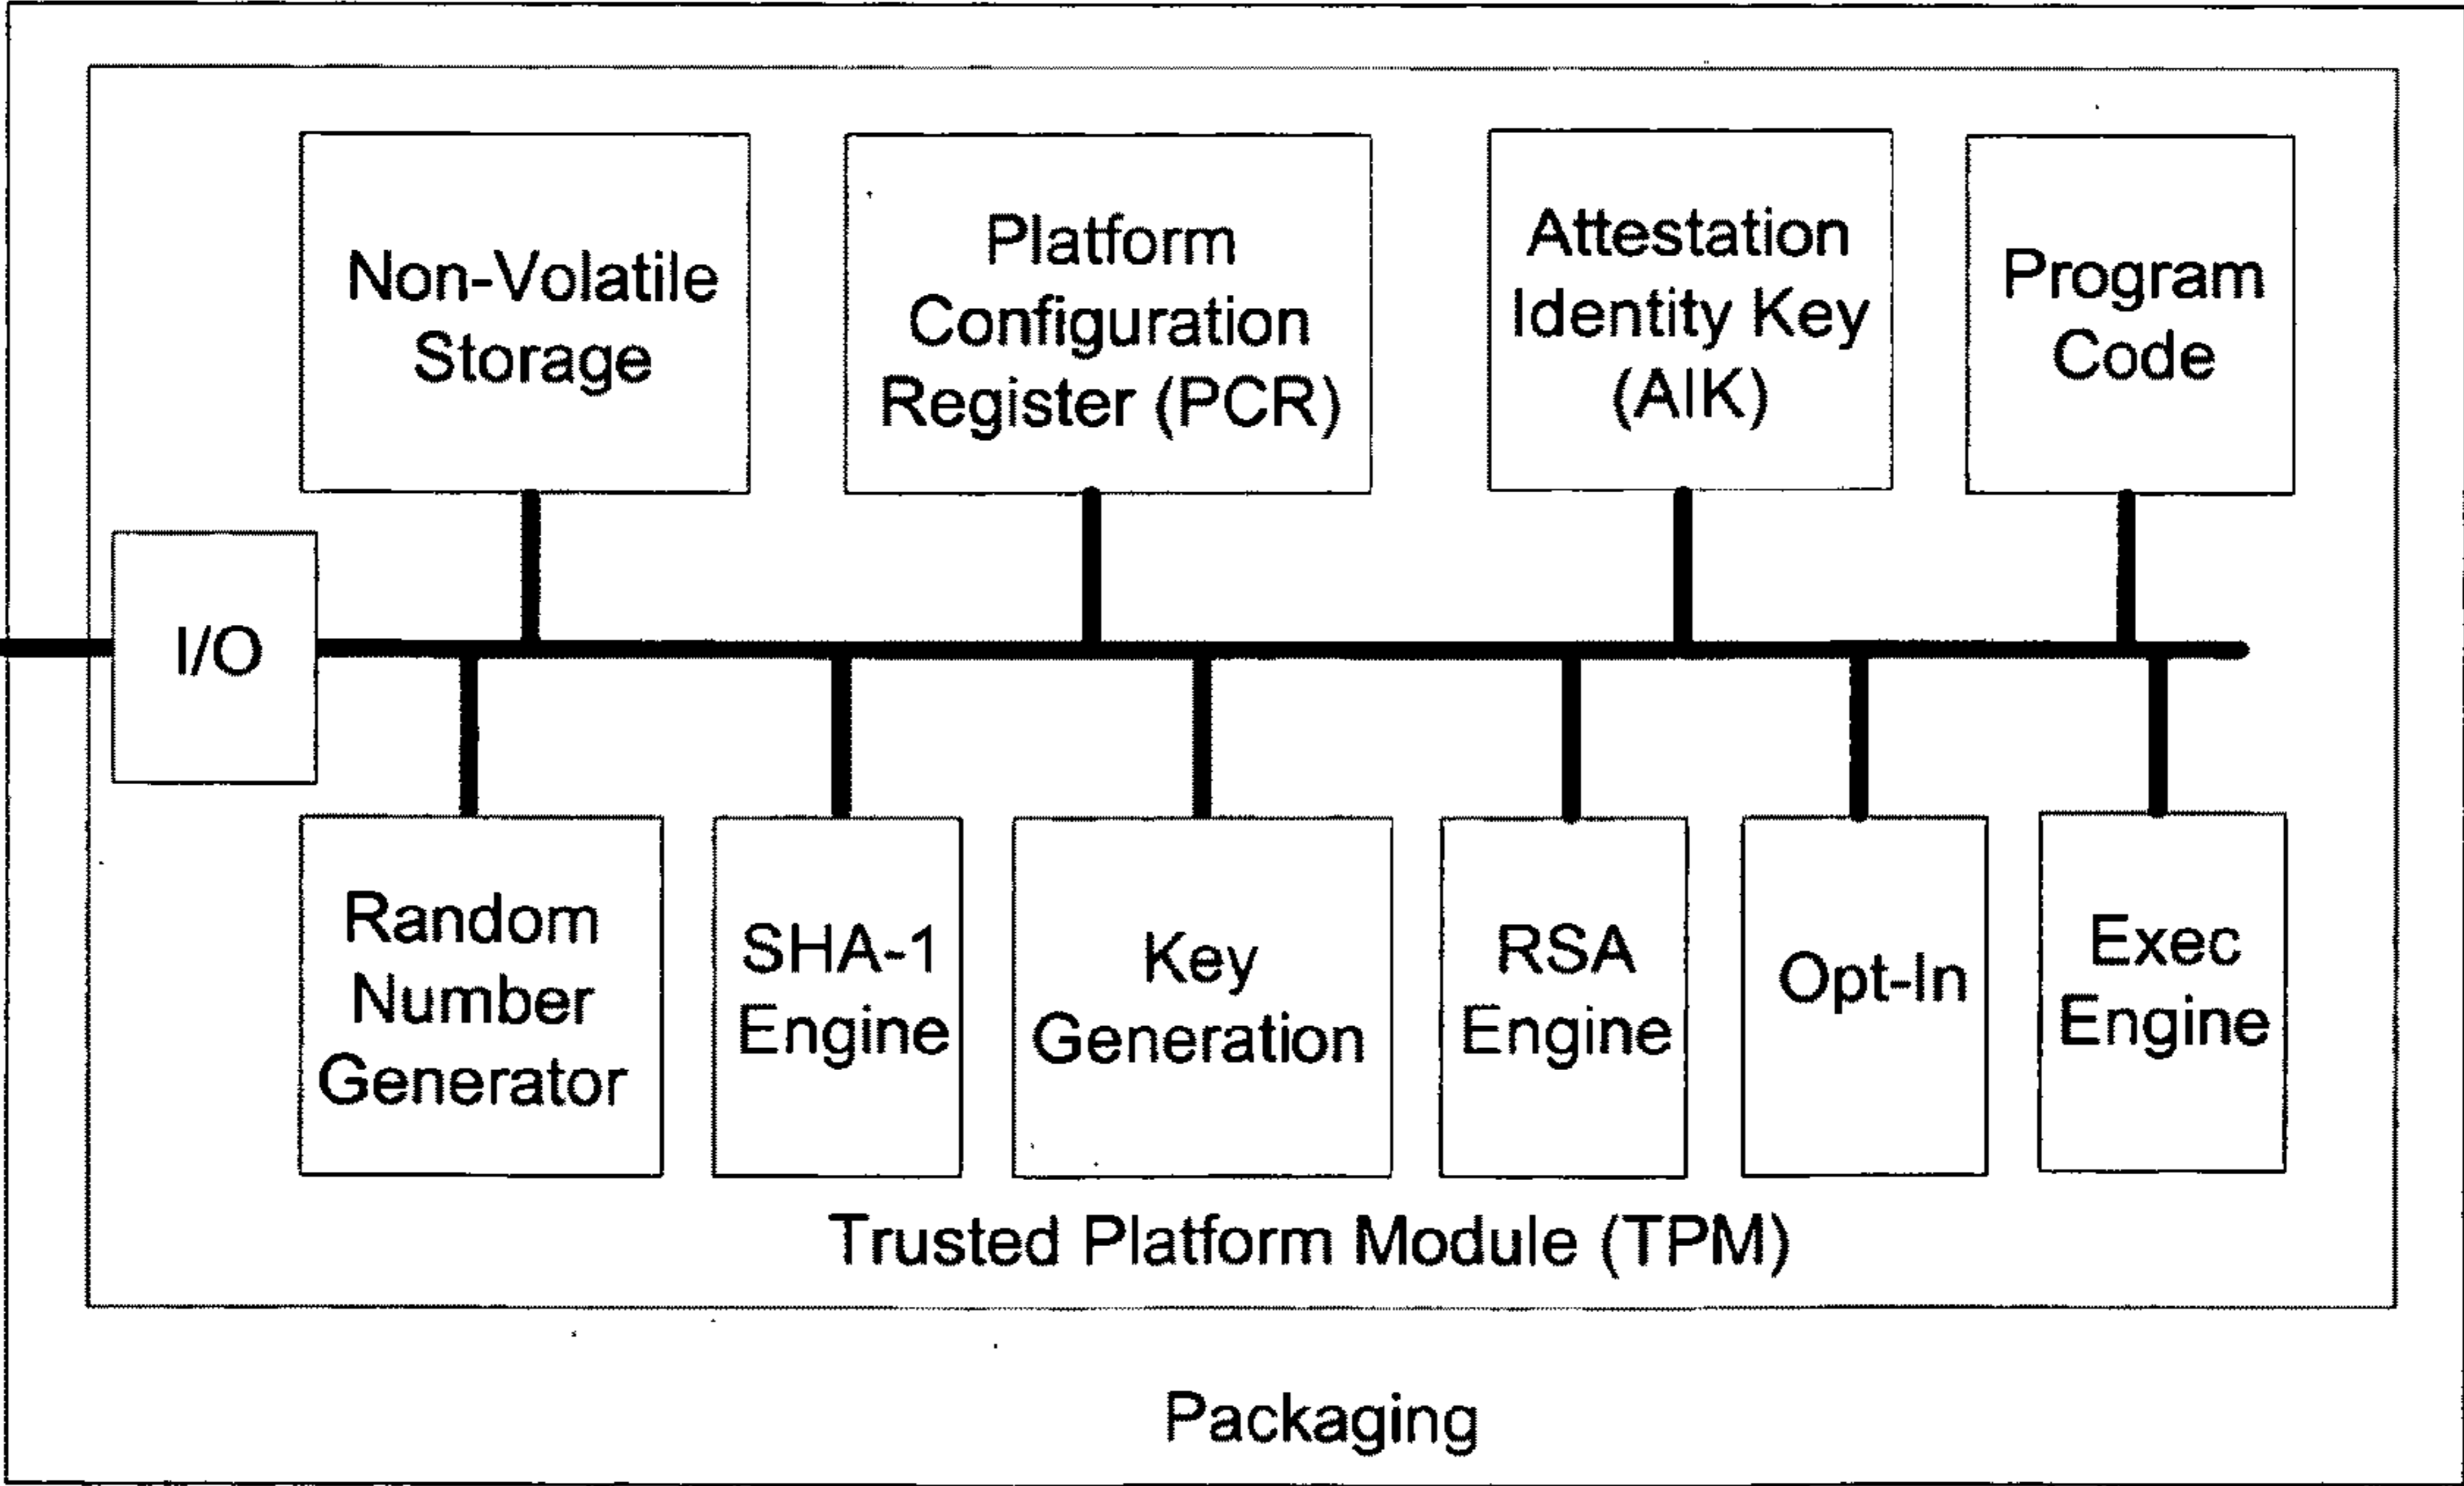 Non-Volatile
Storage
Platform
Configuration
Register (PCR)
Attestation
Identity Key
(AIK)
Program
Code
I/O
Random
Number
Generator
SHA-1
Engine
Key
Generation
RSA
Engine
Opt-In
Exec
Engine
Trusted Platform Module (TPM)
Packaging